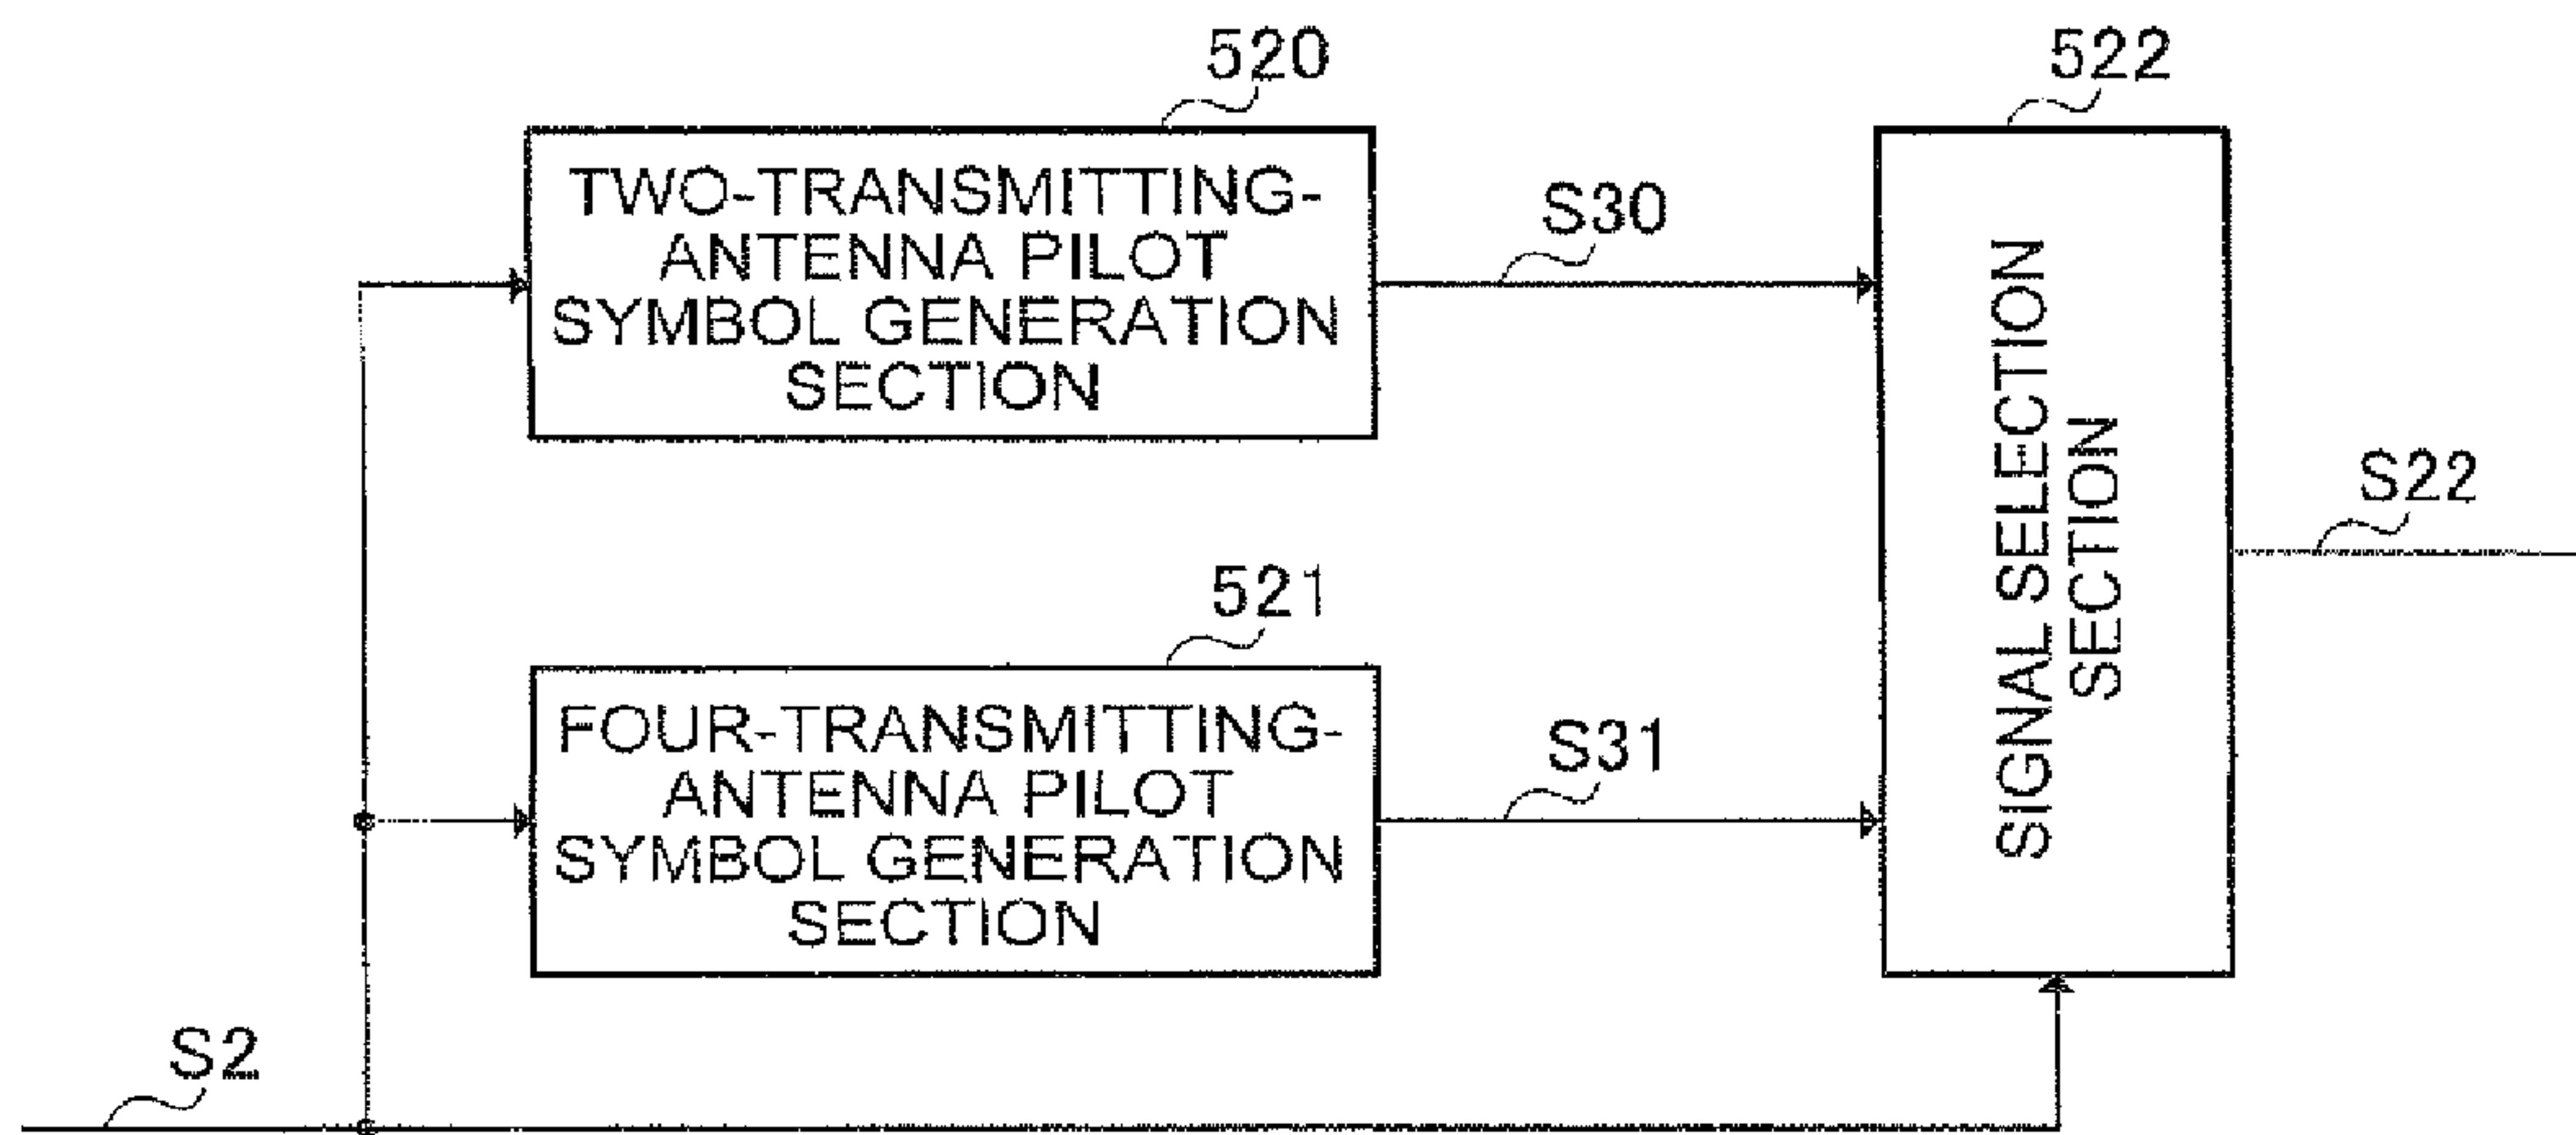 520
522
TWO-TRANSMITTING-
ANTENNA PILOT
SYMBOL GENERATION
SECTION
S30
SIGNAL SELECTION
SECTION
S22
521
FOUR-TRANSMITTING-
ANTENNA PILOT
SYMBOL GENERATION
SECTION
S31
S2